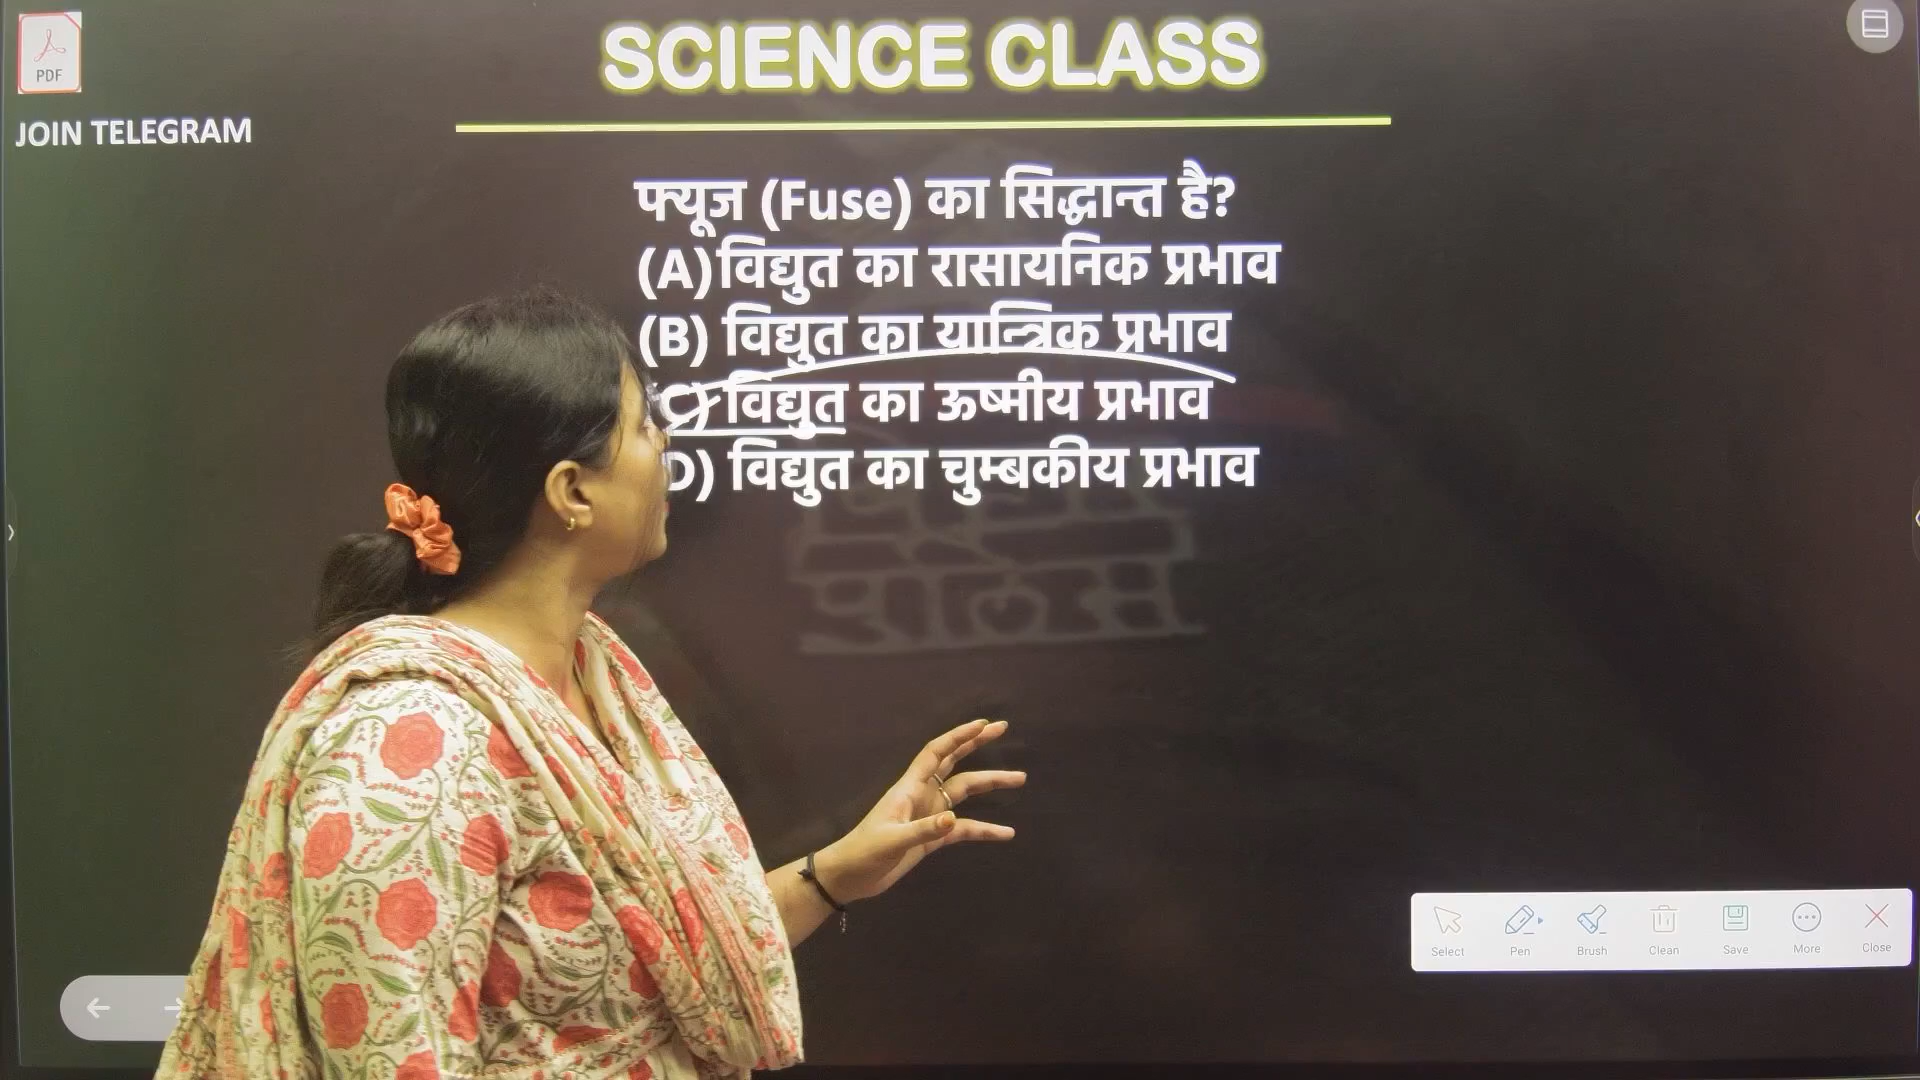 SCIENCE CLASS
PDF
JOIN TELEGRAM
फ्यूज (Fuse) का सिद्धान्त है?
(A) विद्युत का रासायनिक प्रभाव
(B) विद्युत का यान्त्रिक प्रभाव
(C) विद्युत का ऊष्मीय प्रभाव
D) विद्युत का चुम्बकीय प्रभाव
Select Pen Brush Clean Save More Close